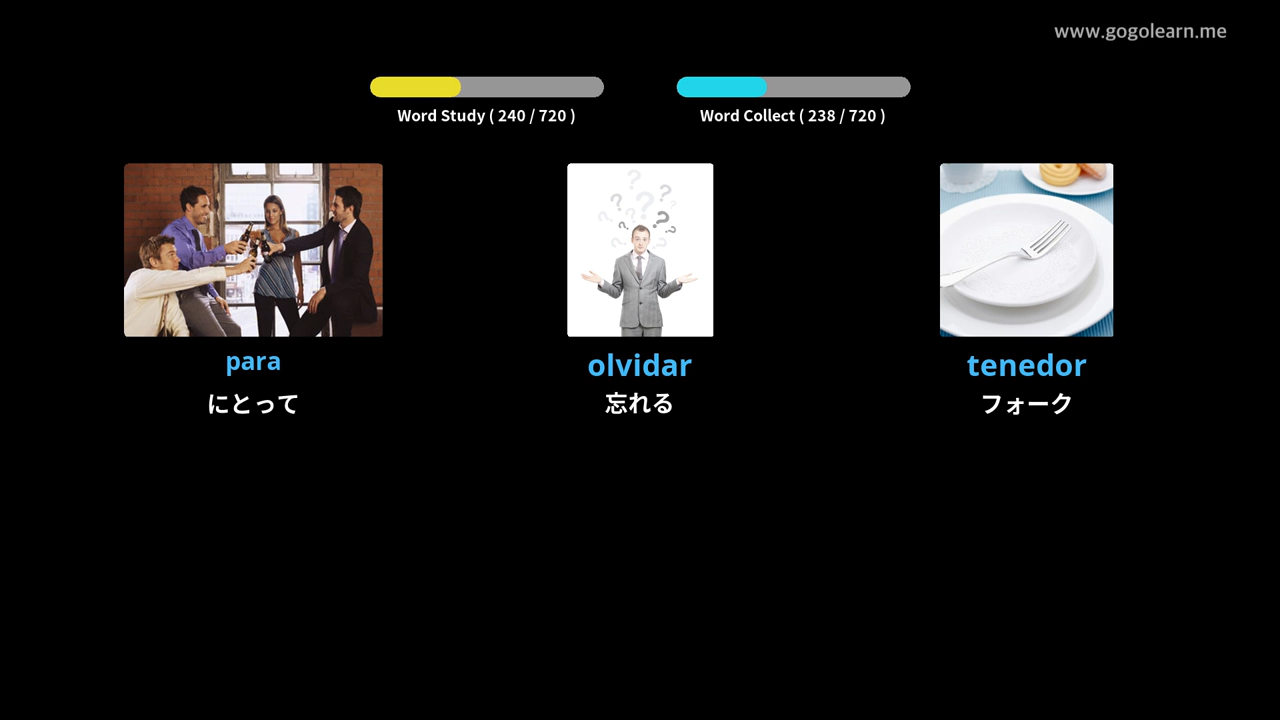 www.gogolearn.me
Word Study ( 240 / 720 )
Word Collect ( 238 / 720 )
para
にとって
olvidar
忘れる
tenedor
フォーク